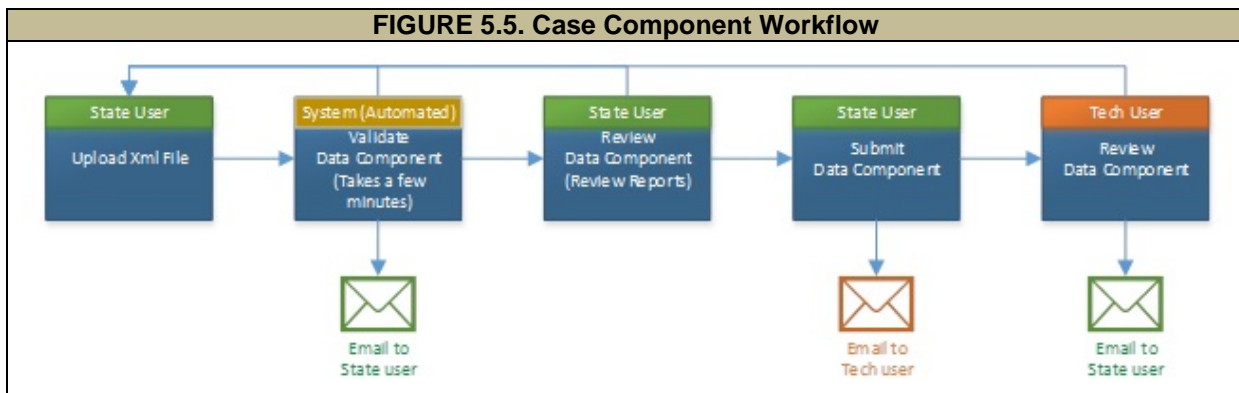 FIGURE 5.5. Case Component Workflow
State User
Upload Xml File
System (Automated)
Validate
Data Component
(Takes a few
minutes)
State User
Review
Data Component
(Review Reports)
State User
Submit
Data Component
Tech User
Review
Data Component
Email to
State user
Email to
Tech user
Email to
State user